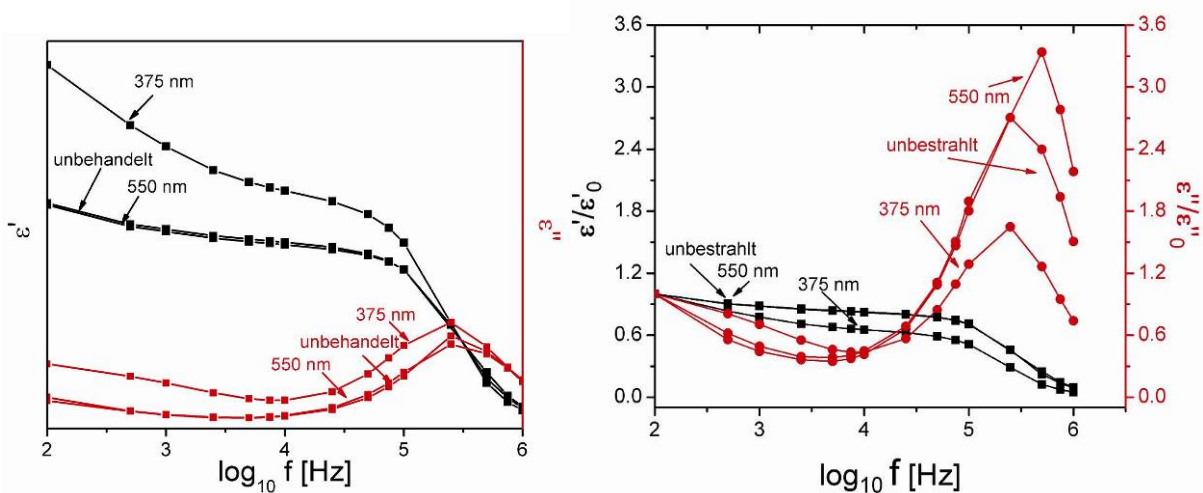 ε'
375 nm
unbehandelt
550 nm
375 nm
unbehandelt
550 nm
ε"
2 3 4 5 6
log₁₀ f [Hz]
3.6 3.6
3.0 3.0
2.4 2.4
1.8 1.8
1.2 1.2
0.6 0.6
0.0 0.0
ε'/ε'₀
550 nm
unbestrahlt
375 nm
unbestrahlt
550 nm
375 nm
ε"/ε"₀
2 3 4 5 6
log₁₀ f [Hz]